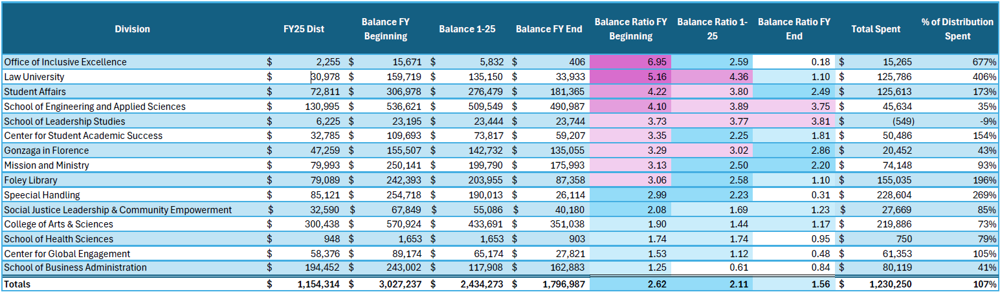 Division FY25 Dist Balance FY Beginning Balance 1-25 Balance FY End Balance Ratio FY Beginning Balance Ratio 1-25 Balance Ratio FY End Total Spent % of Distribution Spent
Office of Inclusive Excellence $ 2,255 $ 15,671 $ 5,832 $ 406 6.95 2.59 0.18 $ 15,265 677%
Law University $ 30,978 $ 159,719 $ 135,150 $ 33,933 5.16 4.36 1.10 $ 125,786 406%
Student Affairs $ 72,811 $ 306,978 $ 276,479 $ 181,365 4.22 3.80 2.49 $ 125,613 173%
School of Engineering and Applied Sciences $ 130,995 $ 536,621 $ 509,549 $ 490,987 4.10 3.89 3.75 $ 45,634 35%
School of Leadership Studies $ 6,225 $ 23,195 $ 23,444 $ 23,744 3.73 3.77 3.81 $ (549) -9%
Center for Student Academic Success $ 32,785 $ 109,693 $ 73,817 $ 59,207 3.35 2.25 1.81 $ 50,486 154%
Gonzaga in Florence $ 47,259 $ 155,507 $ 142,732 $ 135,055 3.29 3.02 2.86 $ 20,452 43%
Mission and Ministry $ 79,993 $ 250,141 $ 199,790 $ 175,993 3.13 2.50 2.20 $ 74,148 93%
Foley Library $ 79,089 $ 242,393 $ 203,955 $ 87,358 3.06 2.58 1.10 $ 155,035 196%
Speecial Handling $ 85,121 $ 254,718 $ 190,013 $ 26,114 2.99 2.23 0.31 $ 228,604 269%
Social Justice Leadership & Community Empowerment $ 32,590 $ 67,849 $ 55,086 $ 40,180 2.08 1.69 1.23 $ 27,669 85%
College of Arts & Sciences $ 300,438 $ 570,924 $ 433,691 $ 351,038 1.90 1.44 1.17 $ 219,886 73%
School of Health Sciences $ 948 $ 1,653 $ 1,653 $ 903 1.74 1.74 0.95 $ 750 79%
Center for Global Engagement $ 58,376 $ 89,174 $ 65,174 $ 27,821 1.53 1.12 0.48 $ 61,353 105%
School of Business Administration $ 194,452 $ 243,002 $ 117,908 $ 162,883 1.25 0.61 0.84 $ 80,119 41%
Totals $ 1,154,314 $ 3,027,237 $ 2,434,273 $ 1,796,987 2.62 2.11 1.56 $ 1,230,250 107%